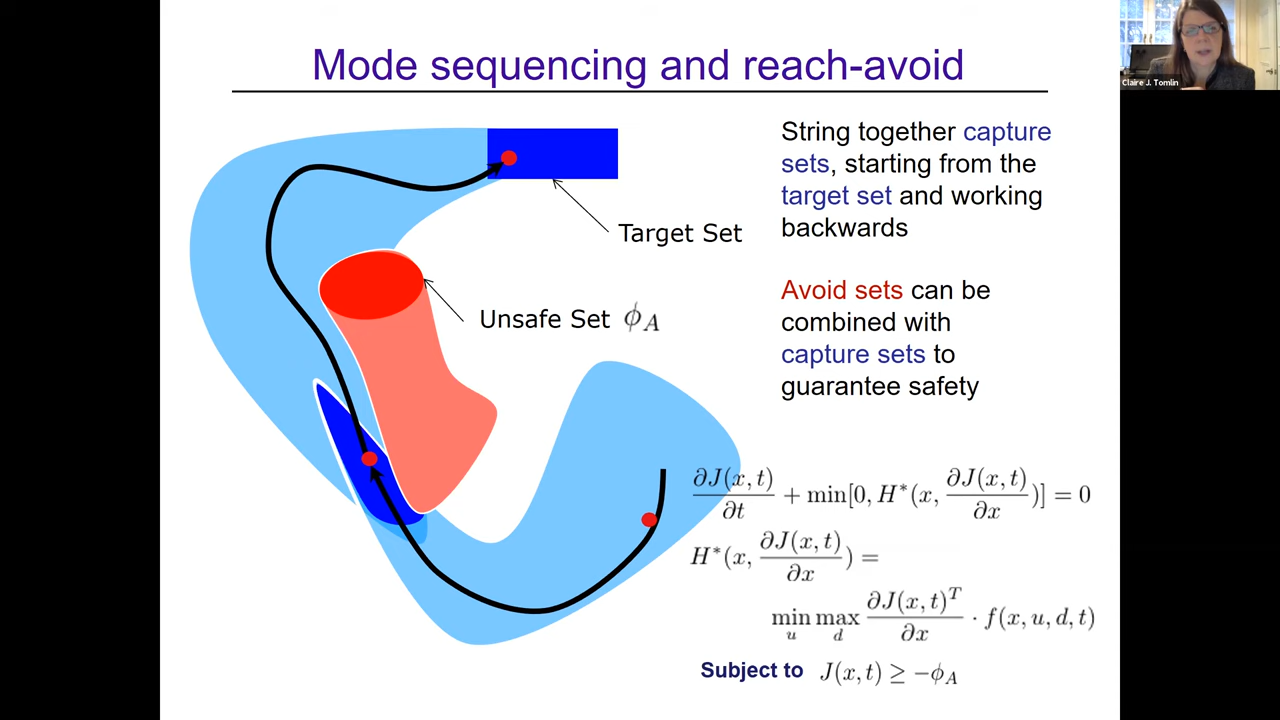 Mode sequencing and reach-avoid
Claire J. Tomlin
String together capture
sets, starting from the
target set and working
backwards
Target Set
Avoid sets can be
combined with
capture sets to
guarantee safety
Unsafe Set ϕ_A
∂J(x,t)/∂t + min[0, H*(x, ∂J(x,t)/∂x)] = 0
H*(x, ∂J(x,t)/∂x) =
min_u max_d ∂J(x,t)^T/∂x · f(x, u, d, t)
Subject to J(x,t) ≥ −ϕ_A